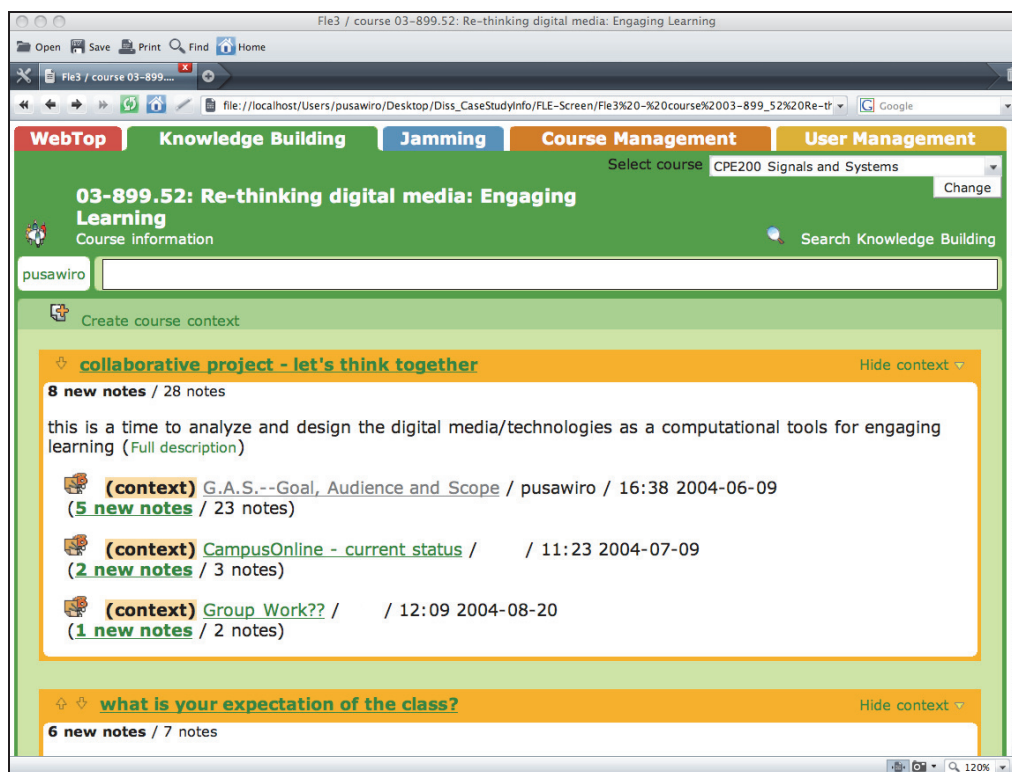 Fle3 / course 03-899.52: Re-thinking digital media: Engaging Learning
Open Save Print Find Home
Fle3 / course 03-899....
file://localhost/Users/pusawiro/Desktop/Diss_CaseStudyInfo/FLE-Screen/Fle3%20-%20course%2003-899_52%20Re-th Google
WebTop Knowledge Building Jamming Course Management User Management
Select course CPE200 Signals and Systems
Change
03-899.52: Re-thinking digital media: Engaging
Learning
Course information Search Knowledge Building
pusawiro
Create course context
collaborative project - let's think together Hide context
8 new notes / 28 notes
this is a time to analyze and design the digital media/technologies as a computational tools for engaging
learning (Full description)
(context) G.A.S.--Goal, Audience and Scope / pusawiro / 16:38 2004-06-09
(5 new notes / 23 notes)
(context) CampusOnline - current status / / 11:23 2004-07-09
(2 new notes / 3 notes)
(context) Group Work?? / / 12:09 2004-08-20
(1 new notes / 2 notes)
what is your expectation of the class? Hide context
6 new notes / 7 notes
120%